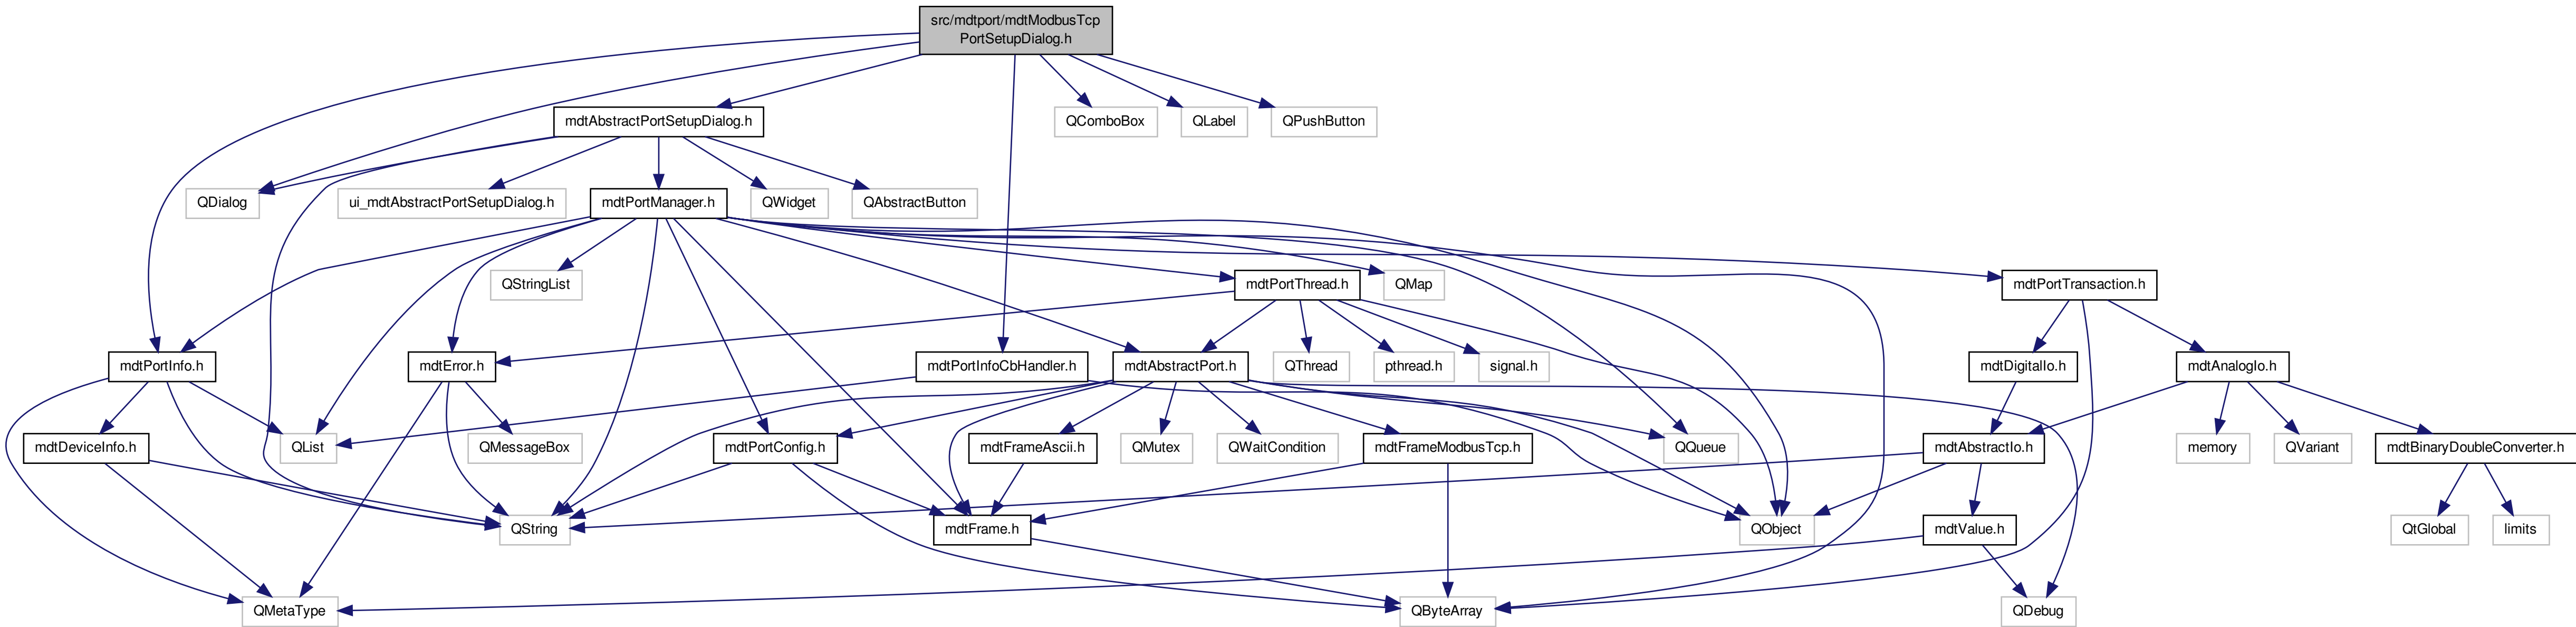 src/mdtport/mdtModbusTcp
PortSetupDialog.h
mdtAbstractPortSetupDialog.h
QComboBox
QLabel
QPushButton
QDialog
ui_mdtAbstractPortSetupDialog.h
mdtPortManager.h
QWidget
QAbstractButton
QStringList
mdtPortThread.h
QMap
mdtPortTransaction.h
mdtPortInfo.h
mdtError.h
mdtPortInfoCbHandler.h
mdtAbstractPort.h
QThread
pthread.h
signal.h
mdtDigitalIo.h
mdtAnalogIo.h
mdtDeviceInfo.h
QList
QMessageBox
mdtPortConfig.h
mdtFrameAscii.h
QMutex
QWaitCondition
mdtFrameModbusTcp.h
QQueue
mdtAbstractIo.h
memory
QVariant
mdtBinaryDoubleConverter.h
QString
mdtFrame.h
QObject
mdtValue.h
QtGlobal
limits
QMetaType
QByteArray
QDebug